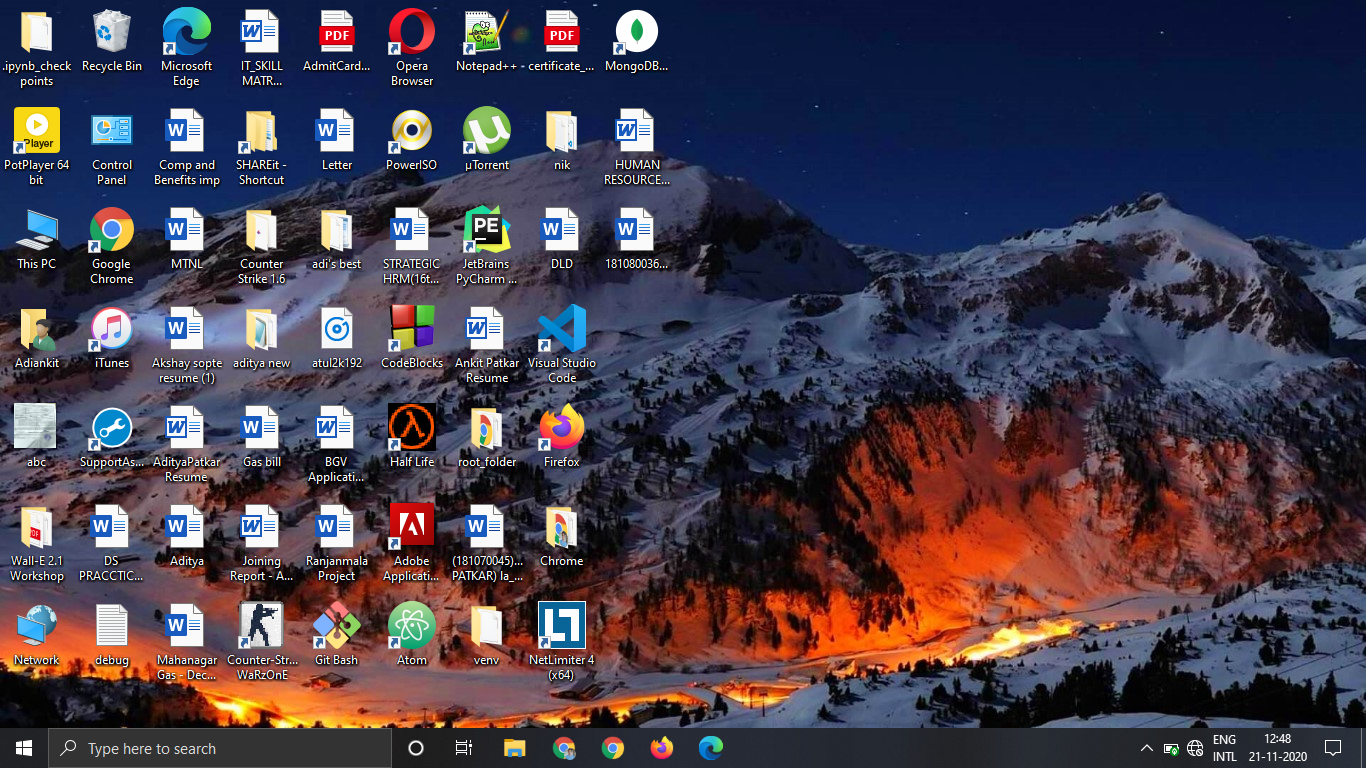 .ipynb_check
points
Recycle Bin
Microsoft
Edge
IT_SKILL
MATR...
PDF
AdmitCard...
Opera
Browser
Notepad++ -
PDF
certificate_...
MongoDB...
Player
PotPlayer 64
bit
Control
Panel
Comp and
Benefits imp
SHAREit -
Shortcut
Letter
PowerISO
µTorrent
nik
HUMAN
RESOURCE...
This PC
Google
Chrome
MTNL
Counter
Strike 1.6
adi's best
STRATEGIC
HRM(16t...
PE
JetBrains
PyCharm ...
DLD
181080036...
Adiankit
iTunes
Akshay sopte
resume (1)
aditya new
atul2k192
CodeBlocks
Ankit Patkar
Resume
Visual Studio
Code
abc
SupportAs...
AdityaPatkar
Resume
Gas bill
BGV
Applicati...
Half Life
root_folder
Firefox
Wall-E 2.1
Workshop
DS
PRACCTIC...
Aditya
Joining
Report - A...
Ranjanmala
Project
Adobe
Applicati...
(181070045)...
PATKAR) la_...
Chrome
Network
debug
Mahanagar
Gas - Dec...
Counter-Str...
WaRzOnE
Git Bash
Atom
venv
NetLimiter 4
(x64)
Type here to search
ENG
INTL
12:48
21-11-2020